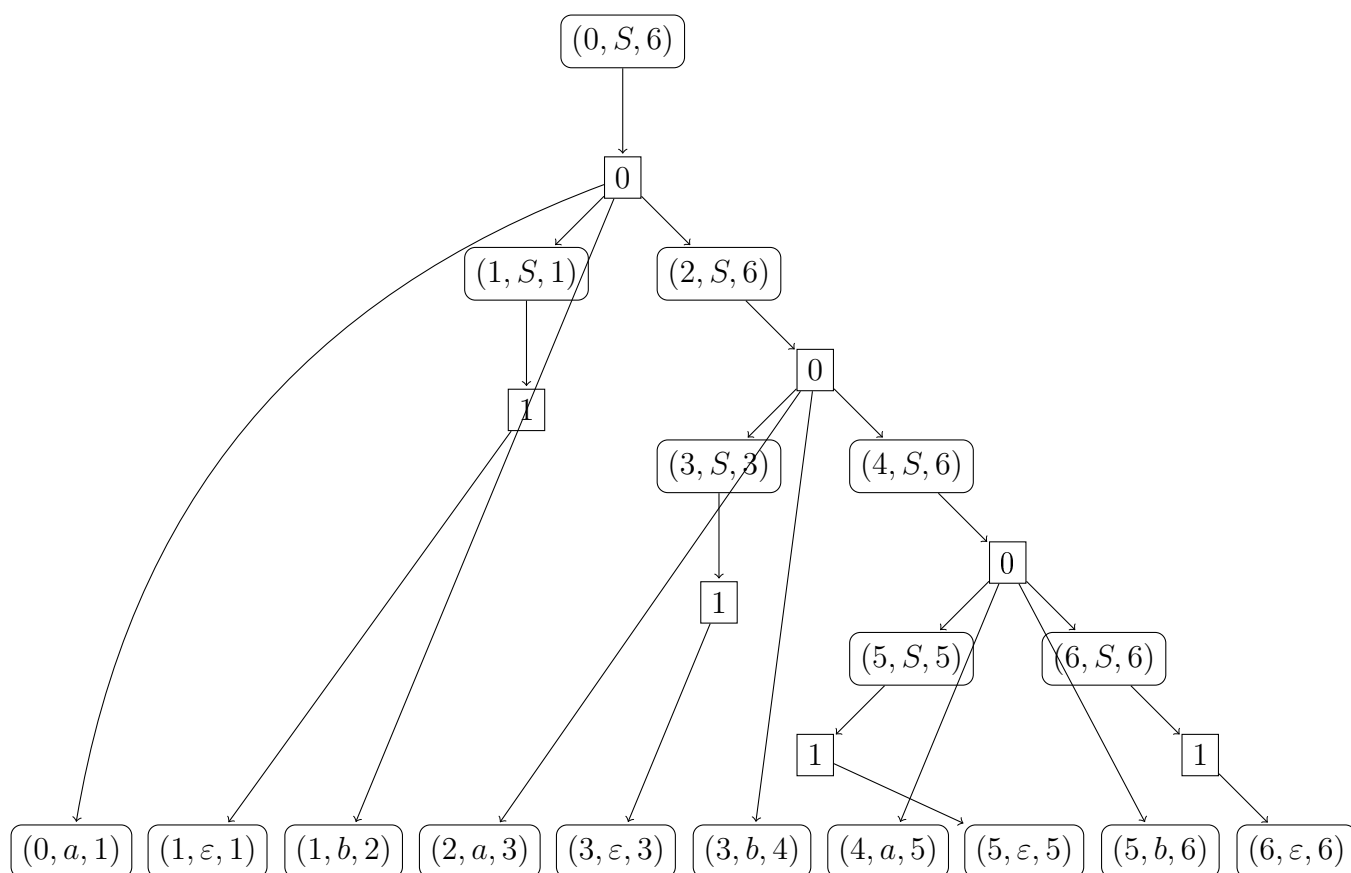 (0, S, 6)
0
(1, S, 1) (2, S, 6)
0
1
(3, S, 3) (4, S, 6)
0
1
(5, S, 5) (6, S, 6)
1 1
(0, a, 1) (1, ε, 1) (1, b, 2) (2, a, 3) (3, ε, 3) (3, b, 4) (4, a, 5) (5, ε, 5) (5, b, 6) (6, ε, 6)